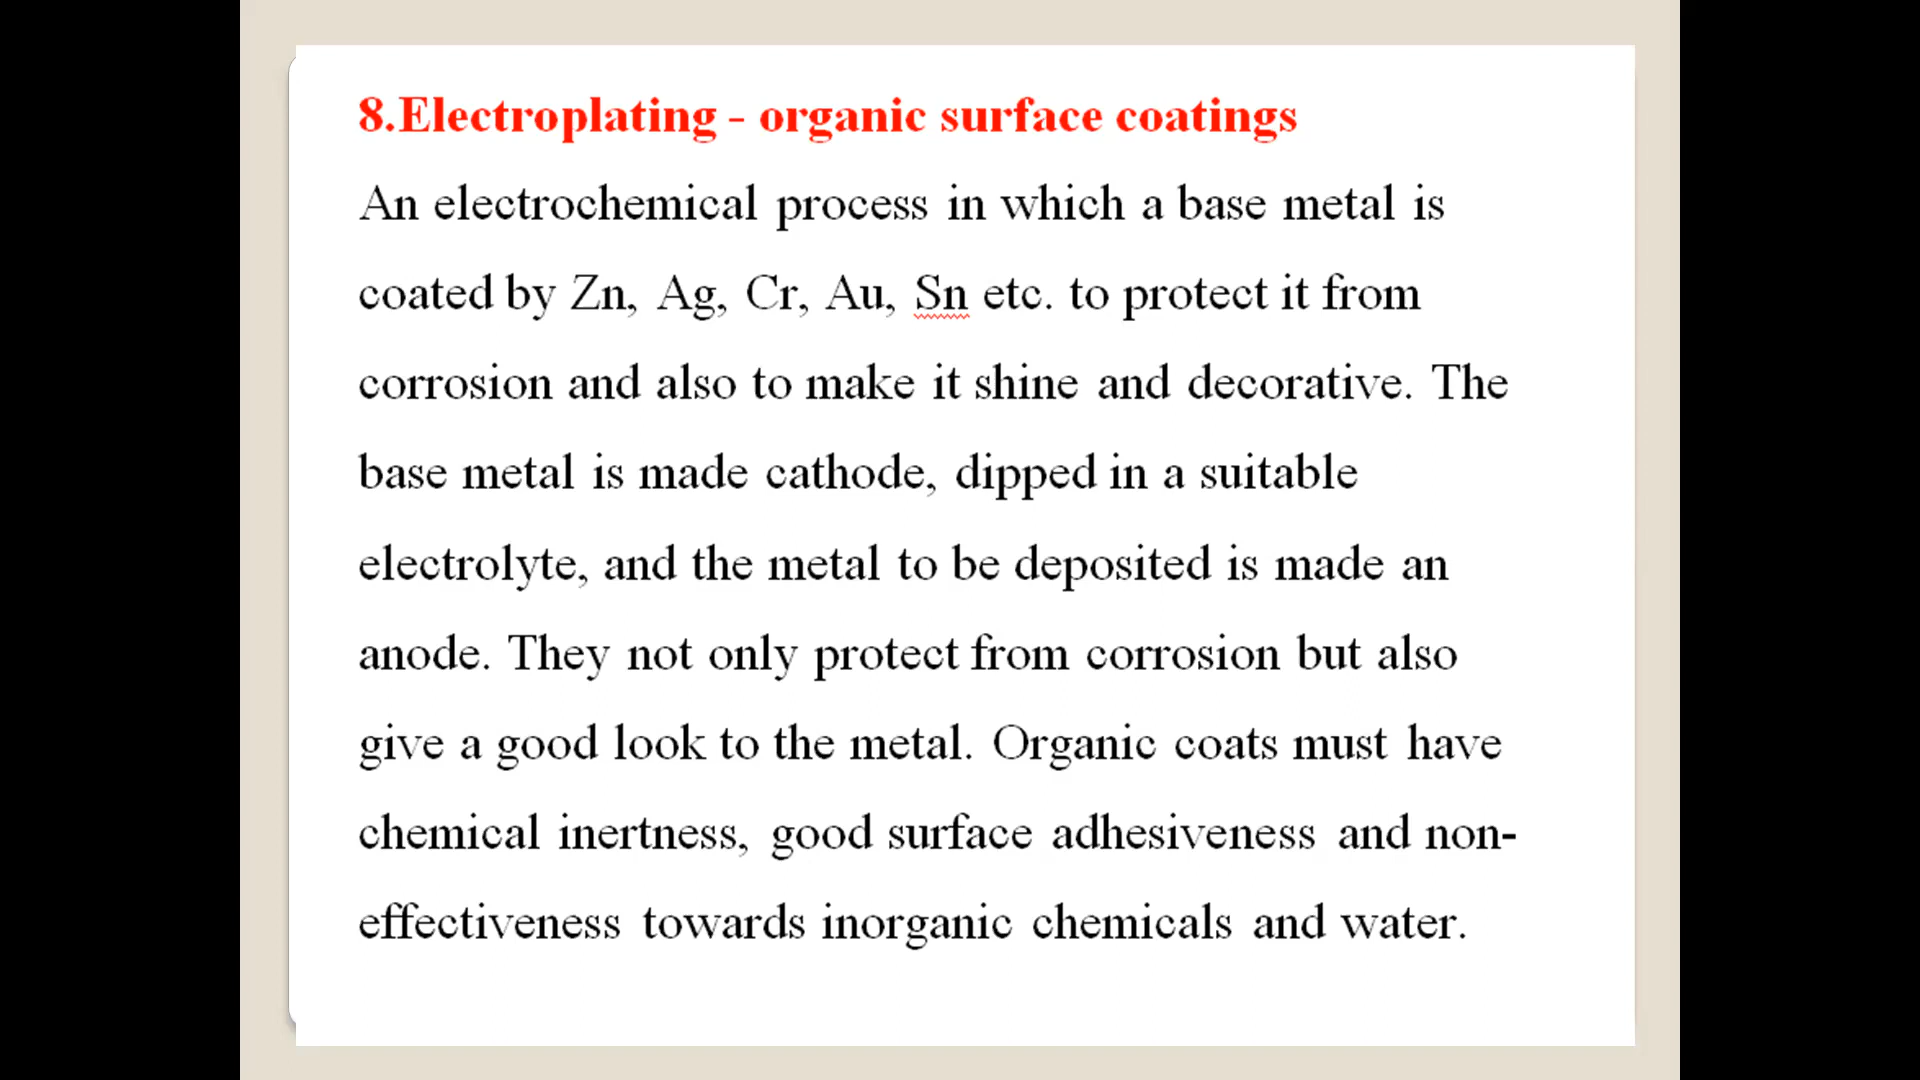 8.Electroplating - organic surface coatings
An electrochemical process in which a base metal is
coated by Zn, Ag, Cr, Au, Sn etc. to protect it from
corrosion and also to make it shine and decorative. The
base metal is made cathode, dipped in a suitable
electrolyte, and the metal to be deposited is made an
anode. They not only protect from corrosion but also
give a good look to the metal. Organic coats must have
chemical inertness, good surface adhesiveness and non-
effectiveness towards inorganic chemicals and water.